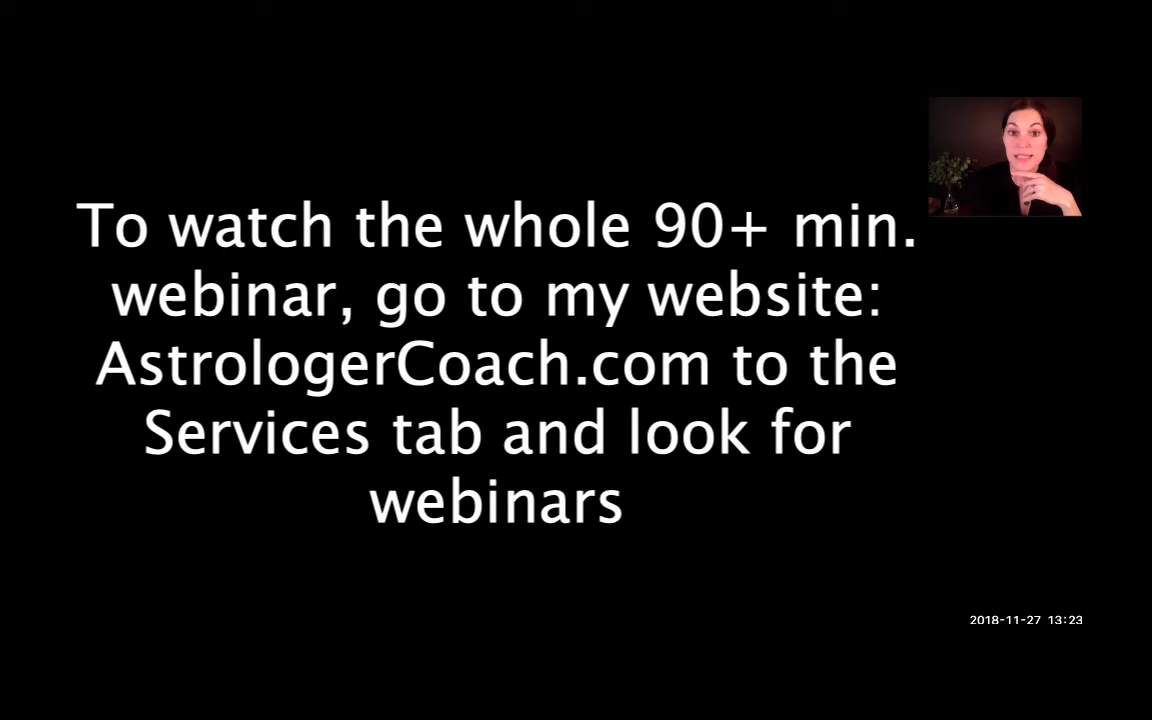 To watch the whole 90+ min.
webinar, go to my website:
AstrologerCoach.com to the
Services tab and look for
webinars
2018-11-27 13:23